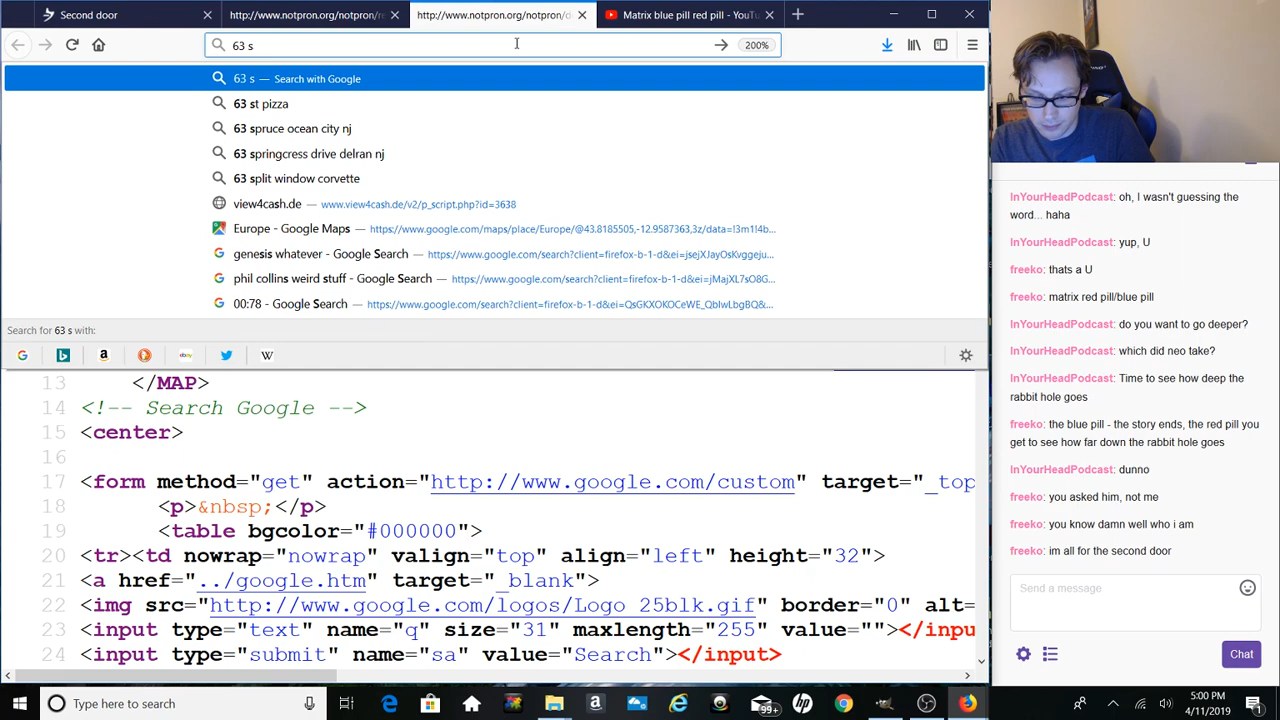 Second door
http://www.notpron.org/notpron/re
http://www.notpron.org/notpron/d
Matrix blue pill red pill - YouTu
63 s
200%
63 s — Search with Google
63 st pizza
63 spruce ocean city nj
63 springcress drive delran nj
63 split window corvette
view4cash.de — www.view4cash.de/v2/p_script.php?id=3638
Europe - Google Maps — https://www.google.com/maps/place/Europe/@43.8185505,-12.9587363,3z/data=!3m1!4b...
genesis whatever - Google Search — https://www.google.com/search?client=firefox-b-1-d&ei=jsejXJayOsKvggeju...
phil collins weird stuff - Google Search — https://www.google.com/search?client=firefox-b-1-d&ei=jMajXL7sO8G...
00:78 - Google Search — https://www.google.com/search?client=firefox-b-1-d&ei=QsGKXOKOCeWE_QbIwLbgBQ&...
Search for 63 s with:
13 </MAP>
14 <!-- Search Google -->
15 <center>
16
17 <form method="get" action="http://www.google.com/custom" target="_top
18 <p>&nbsp;</p>
19 <table bgcolor="#000000">
20 <tr><td nowrap="nowrap" valign="top" align="left" height="32">
21 <a href="../google.htm" target="_blank">
22 <img src="http://www.google.com/logos/Logo_25blk.gif" border="0" alt=
23 <input type="text" name="q" size="31" maxlength="255" value=""></inpu
24 <input type="submit" name="sa" value="Search"></input>
InYourHeadPodcast: oh, I wasn't guessing the
word... haha
InYourHeadPodcast: yup, U
freeko: thats a U
freeko: matrix red pill/blue pill
InYourHeadPodcast: do you want to go deeper?
InYourHeadPodcast: which did neo take?
InYourHeadPodcast: Time to see how deep the
rabbit hole goes
freeko: the blue pill - the story ends, the red pill you
get to see how far down the rabbit hole goes
InYourHeadPodcast: dunno
freeko: you asked him, not me
freeko: you know damn well who i am
freeko: im all for the second door
Send a message
Chat
Type here to search
99+
5:00 PM
4/11/2019